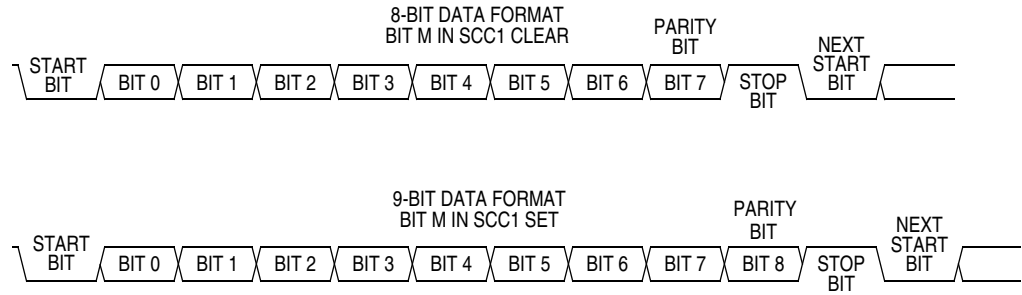 8-BIT DATA FORMAT
BIT M IN SCC1 CLEAR
PARITY
BIT
START
BIT
BIT 0
BIT 1
BIT 2
BIT 3
BIT 4
BIT 5
BIT 6
BIT 7
STOP
BIT
NEXT
START
BIT
9-BIT DATA FORMAT
BIT M IN SCC1 SET
PARITY
BIT
START
BIT
BIT 0
BIT 1
BIT 2
BIT 3
BIT 4
BIT 5
BIT 6
BIT 7
BIT 8
STOP
BIT
NEXT
START
BIT